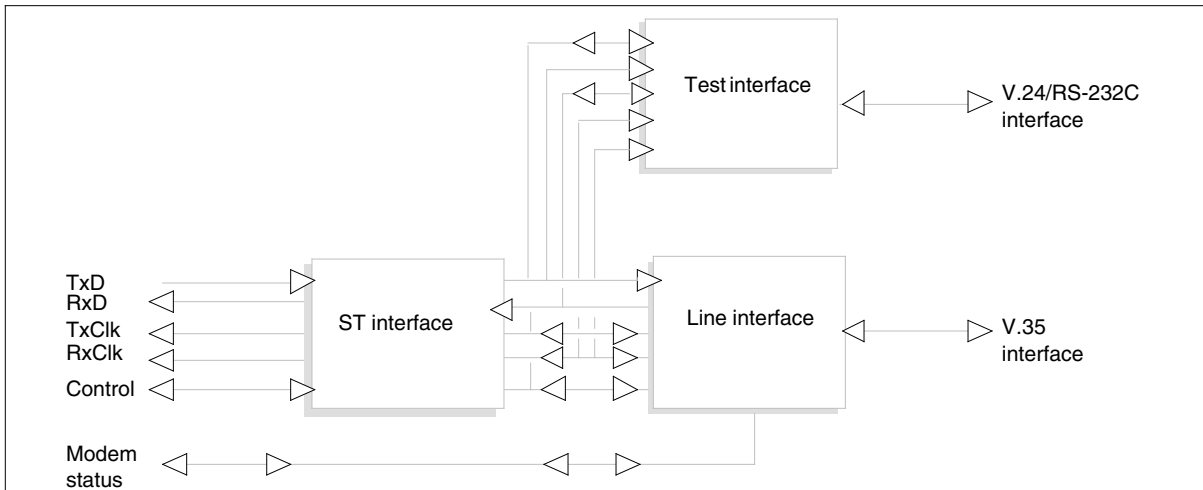 Test interface
V.24/RS-232C
interface
TxD
RxD
TxClk
RxClk
Control
ST interface
Line interface
V.35
interface
Modem
status